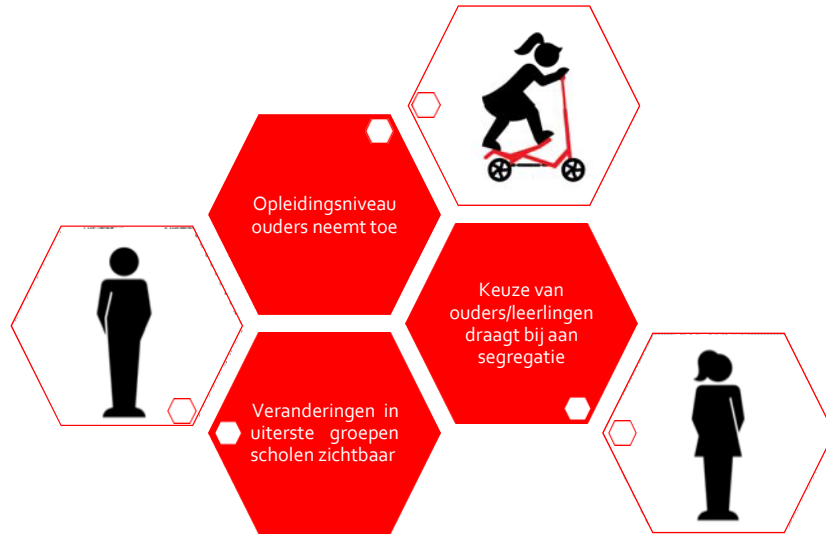 Opleidingsniveau
ouders neemt toe
Keuze van
ouders/leerlingen
draagt bij aan
segregatie
Veranderingen in
uiterste groepen
scholen zichtbaar